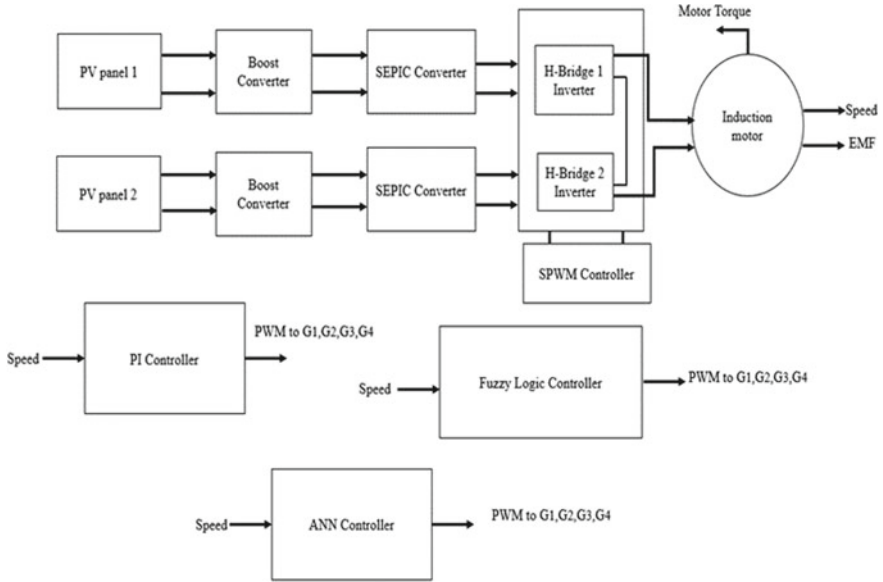 Motor Torque
PV panel 1
Boost
Converter
SEPIC Converter
H-Bridge 1
Inverter
Induction
motor
Speed
EMF
PV panel 2
Boost
Converter
SEPIC Converter
H-Bridge 2
Inverter
SPWM Controller
Speed
PI Controller
PWM to G1,G2,G3,G4
Speed
Fuzzy Logic Controller
PWM to G1,G2,G3,G4
Speed
ANN Controller
PWM to G1,G2,G3,G4